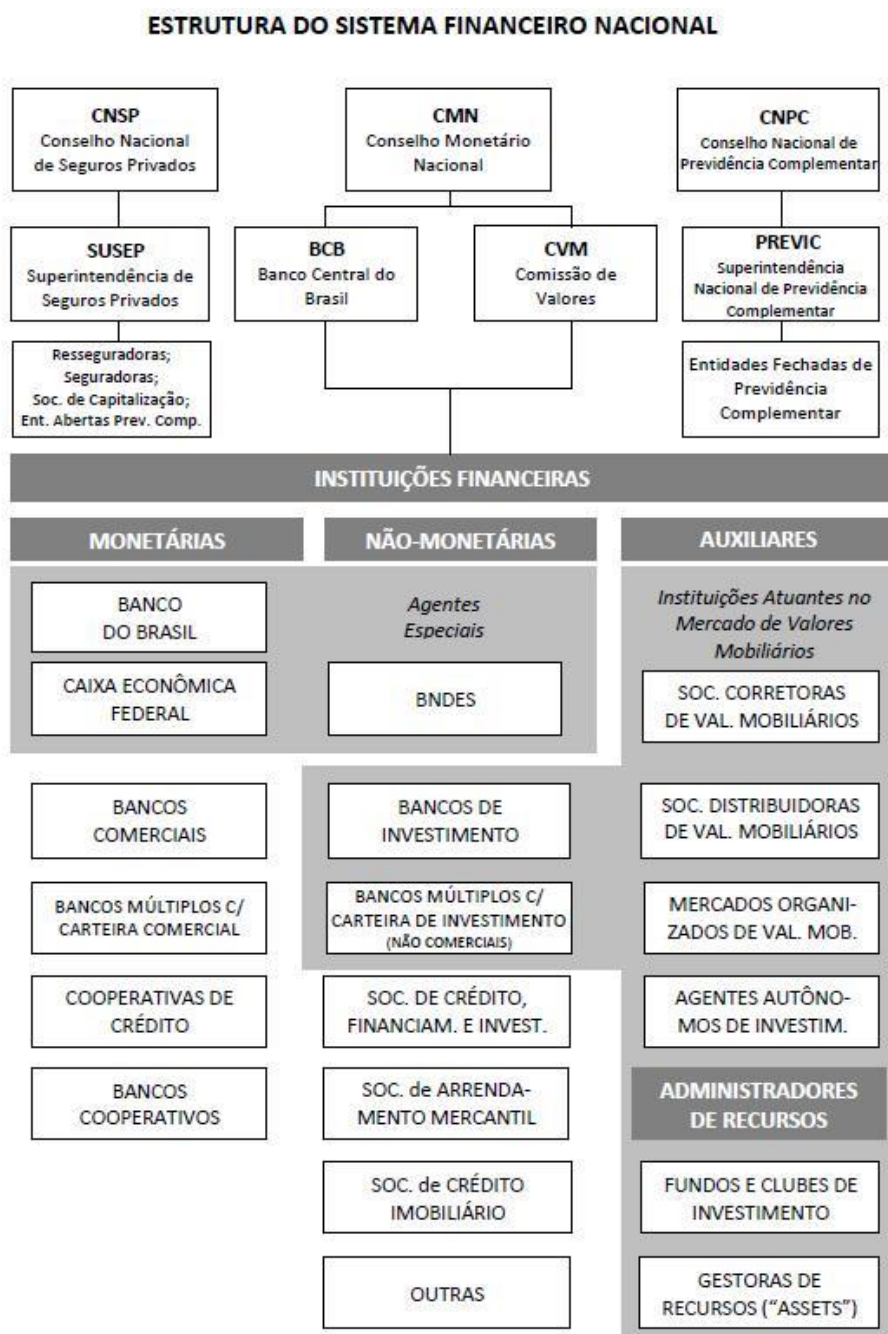 ESTRUTURA DO SISTEMA FINANCEIRO NACIONAL
CNSP
Conselho Nacional
de Seguros Privados
CMN
Conselho Monetário
Nacional
CNPC
Conselho Nacional de
Previdência Complementar
SUSEP
Superintendência de
Seguros Privados
BCB
Banco Central do
Brasil
CVM
Comissão de
Valores
PREVIC
Superintendência
Nacional de Previdência
Complementar
Resseguradoras;
Seguradoras;
Soc. de Capitalização;
Ent. Abertas Prev. Comp.
Entidades Fechadas de
Previdência
Complementar
INSTITUIÇÕES FINANCEIRAS
MONETÁRIAS
BANCO
DO BRASIL
CAIXA ECONÔMICA
FEDERAL
BANCOS
COMERCIAIS
BANCOS MÚLTIPLOS C/
CARTEIRA COMERCIAL
COOPERATIVAS DE
CRÉDITO
BANCOS
COOPERATIVOS
NÃO-MONETÁRIAS
Agentes
Especiais
BNDES
BANCOS DE
INVESTIMENTO
BANCOS MÚLTIPLOS C/
CARTEIRA DE INVESTIMENTO
(NÃO COMERCIAIS)
SOC. DE CRÉDITO,
FINANCIAM. E INVEST.
SOC. de ARRENDA-
MENTO MERCANTIL
SOC. de CRÉDITO
IMOBILIÁRIO
OUTRAS
AUXILIARES
Instituições Atuantes no
Mercado de Valores
Mobiliários
SOC. CORRETORAS
DE VAL. MOBILIÁRIOS
SOC. DISTRIBUIDORAS
DE VAL. MOBILIÁRIOS
MERCADOS ORGANI-
ZADOS DE VAL. MOB.
AGENTES AUTÔNO-
MOS DE INVESTIM.
ADMINISTRADORES
DE RECURSOS
FUNDOS E CLUBES DE
INVESTIMENTO
GESTORAS DE
RECURSOS (“ASSETS”)